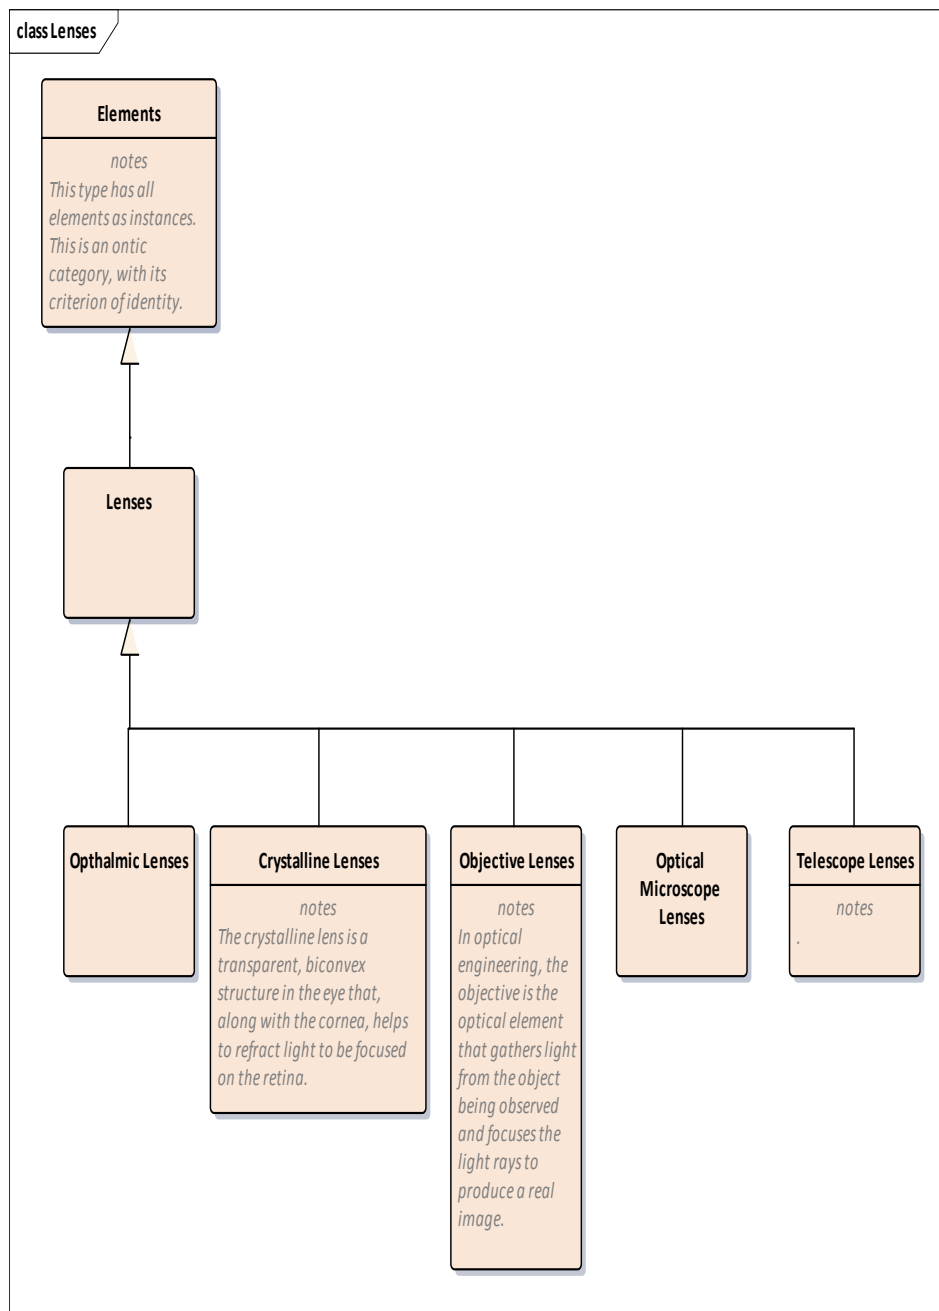 class Lenses
Elements
notes
This type has all
elements as instances.
This is an ontic
category, with its
criterion of identity.
Lenses
Opthalmic Lenses
Crystalline Lenses
notes
The crystalline lens is a
transparent, biconvex
structure in the eye that,
along with the cornea, helps
to refract light to be focused
on the retina.
Objective Lenses
notes
In optical
engineering, the
objective is the
optical element
that gathers light
from the object
being observed
and focuses the
light rays to
produce a real
image.
Optical
Microscope
Lenses
Telescope Lenses
notes
.